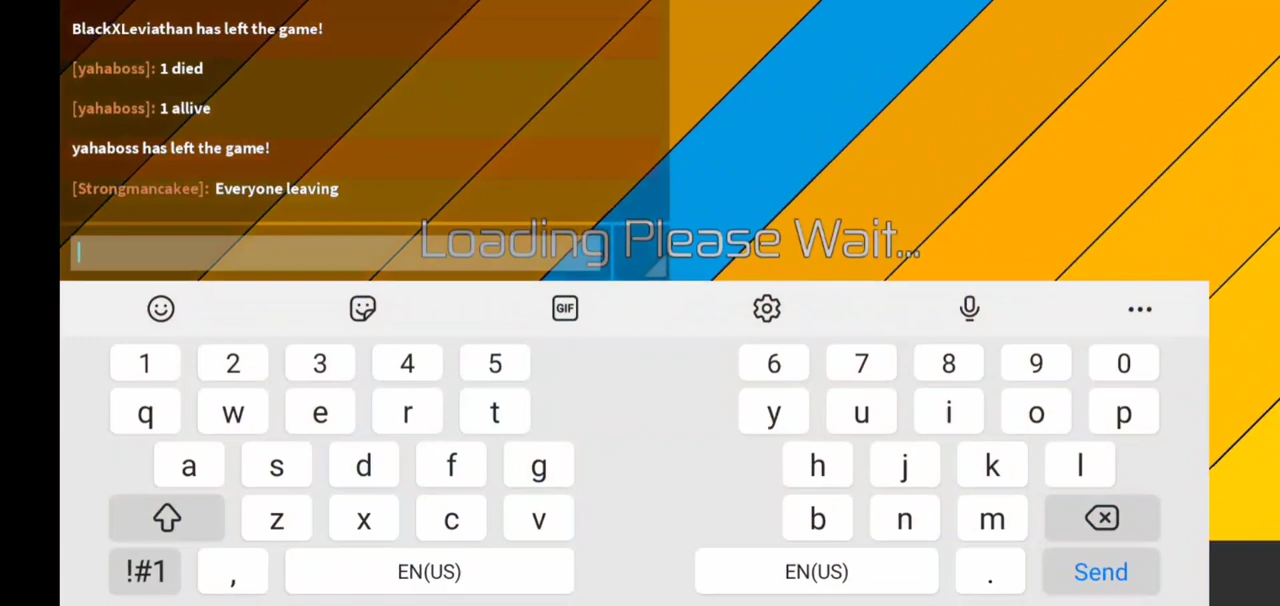 BlackXLeviathan has left the game!
[yahaboss]: 1 died
[yahaboss]: 1 allive
yahaboss has left the game!
[Strongmancakee]: Everyone leaving
Loading Please Wait...
GIF
1 2 3 4 5 6 7 8 9 0
q w e r t y u i o p
a s d f g h j k l
z x c v b n m
!#1 , EN(US) EN(US) . Send